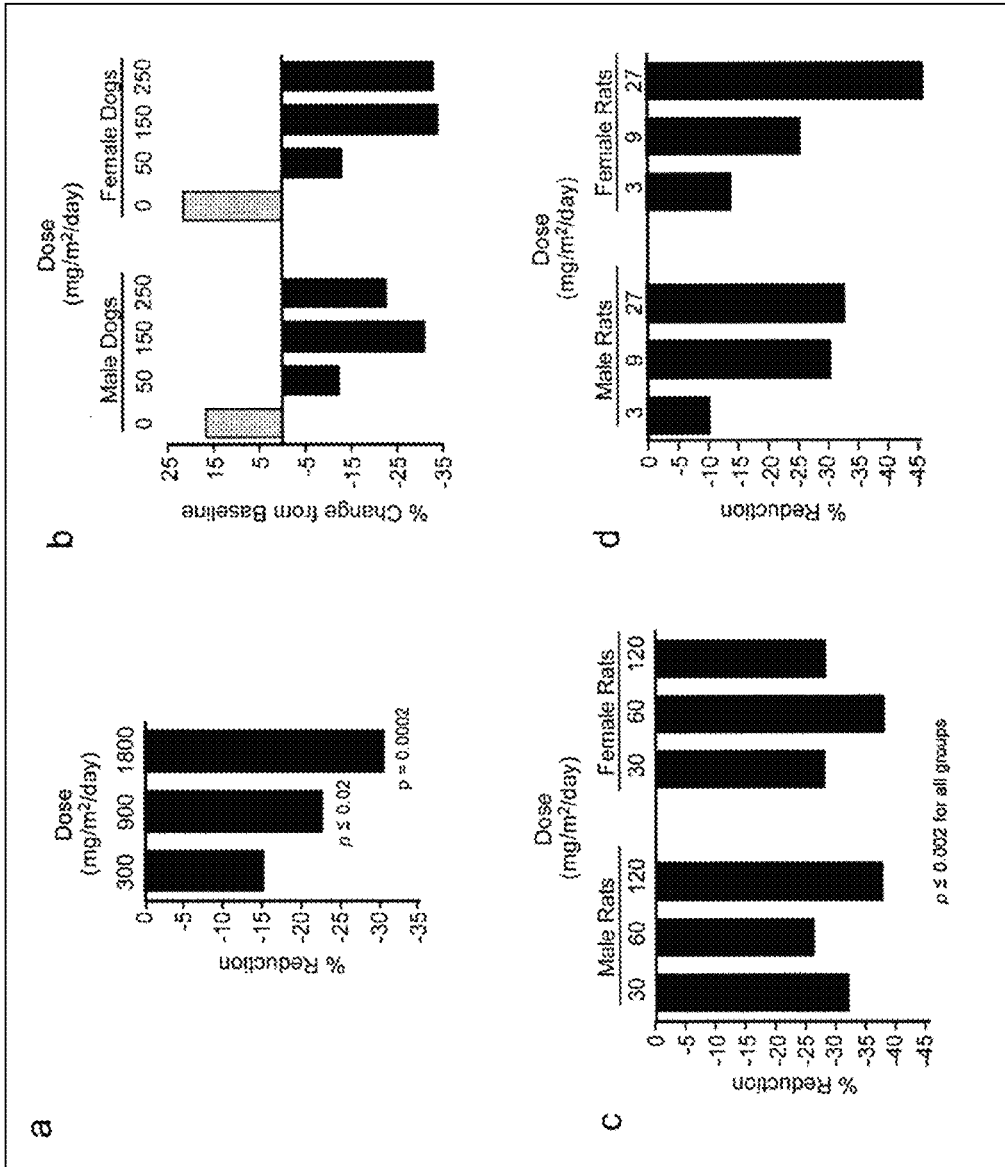 a
Dose
(mg/m²/day)
300 900 1800
0
-5
-10
-15
-20
-25
-30
-35
% Reduction
p ≤ 0.02
p = 0.0002
b
Dose
(mg/m²/day)
Male Dogs Female Dogs
0 50 150 250 0 50 150 250
25
15
5
-5
-15
-25
-35
% Change from Baseline
c
Dose
(mg/m²/day)
Male Rats Female Rats
30 60 120 30 60 120
0
-5
-10
-15
-20
-25
-30
-35
-40
-45
% Reduction
p ≤ 0.002 for all groups
d
Dose
(mg/m²/day)
Male Rats Female Rats
3 9 27 3 9 27
0
-5
-10
-15
-20
-25
-30
-35
-40
-45
% Reduction